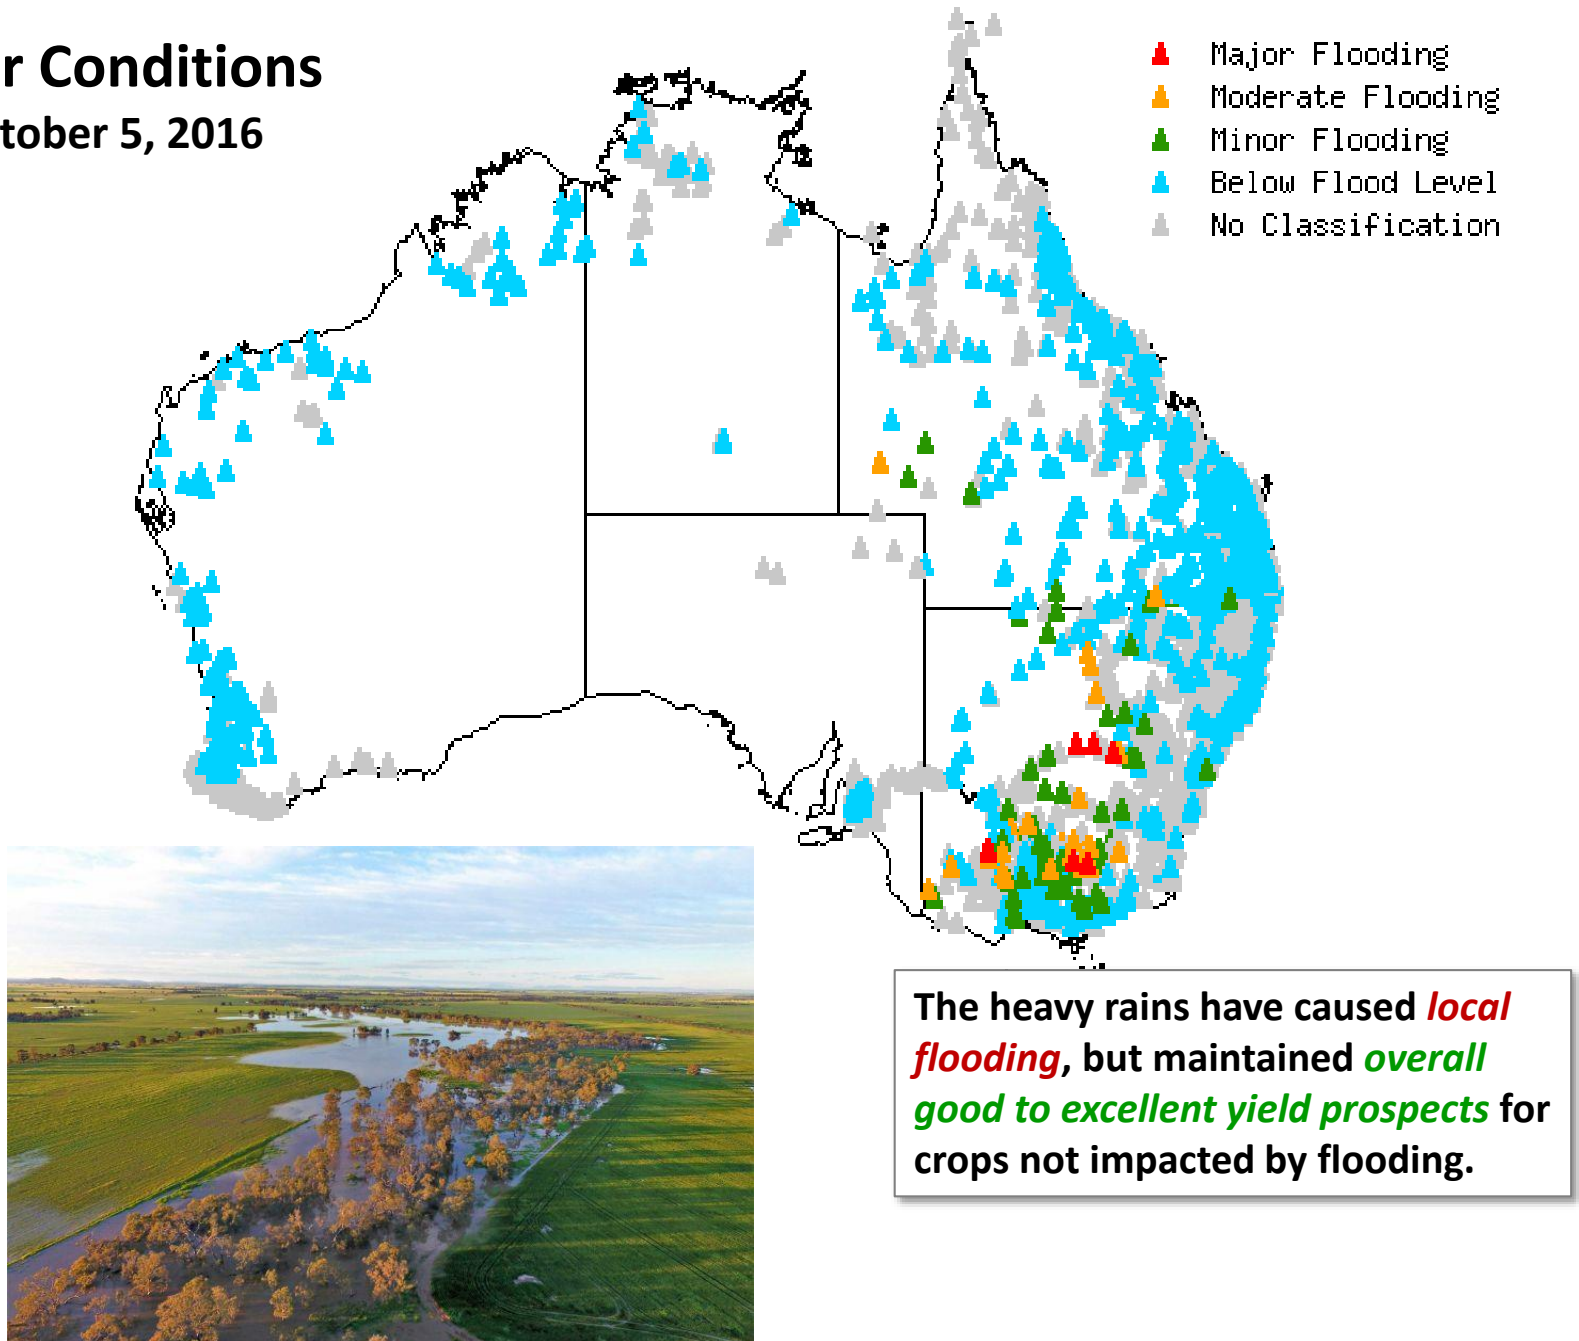 r Conditions
tober 5, 2016
Major Flooding
Moderate Flooding
Minor Flooding
Below Flood Level
No Classification
The heavy rains have caused local
flooding, but maintained overall
good to excellent yield prospects for
crops not impacted by flooding.